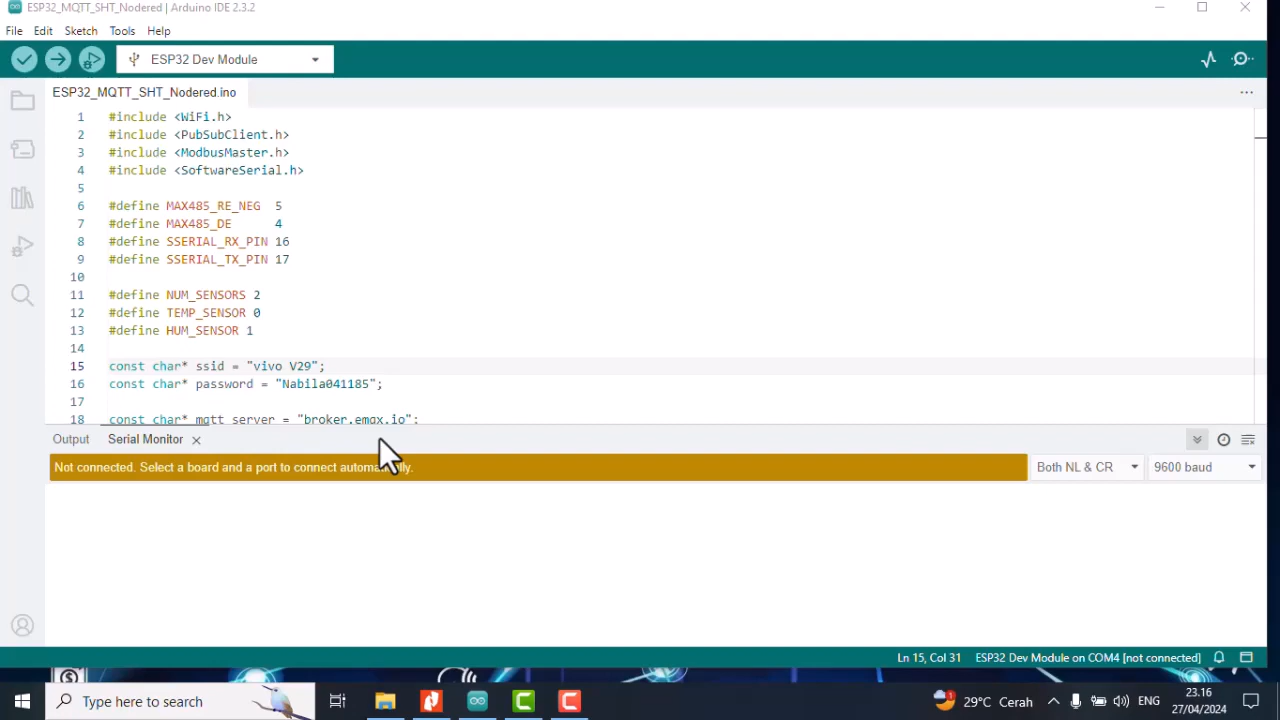 ESP32_MQTT_SHT_Nodered | Arduino IDE 2.3.2
File Edit Sketch Tools Help
ESP32 Dev Module
ESP32_MQTT_SHT_Nodered.ino
1 #include <WiFi.h>
2 #include <PubSubClient.h>
3 #include <ModbusMaster.h>
4 #include <SoftwareSerial.h>
5
6 #define MAX485_RE_NEG 5
7 #define MAX485_DE 4
8 #define SSERIAL_RX_PIN 16
9 #define SSERIAL_TX_PIN 17
10
11 #define NUM_SENSORS 2
12 #define TEMP_SENSOR 0
13 #define HUM_SENSOR 1
14
15 const char* ssid = "vivo V29";
16 const char* password = "Nabila041185";
17
18 const char* mqtt_server = "broker.emqx.io";
Output Serial Monitor
Not connected. Select a board and a port to connect automatically.
Both NL & CR 9600 baud
Ln 15, Col 31 ESP32 Dev Module on COM4 [not connected]
Type here to search
29°C Cerah
ENG
23.16
27/04/2024